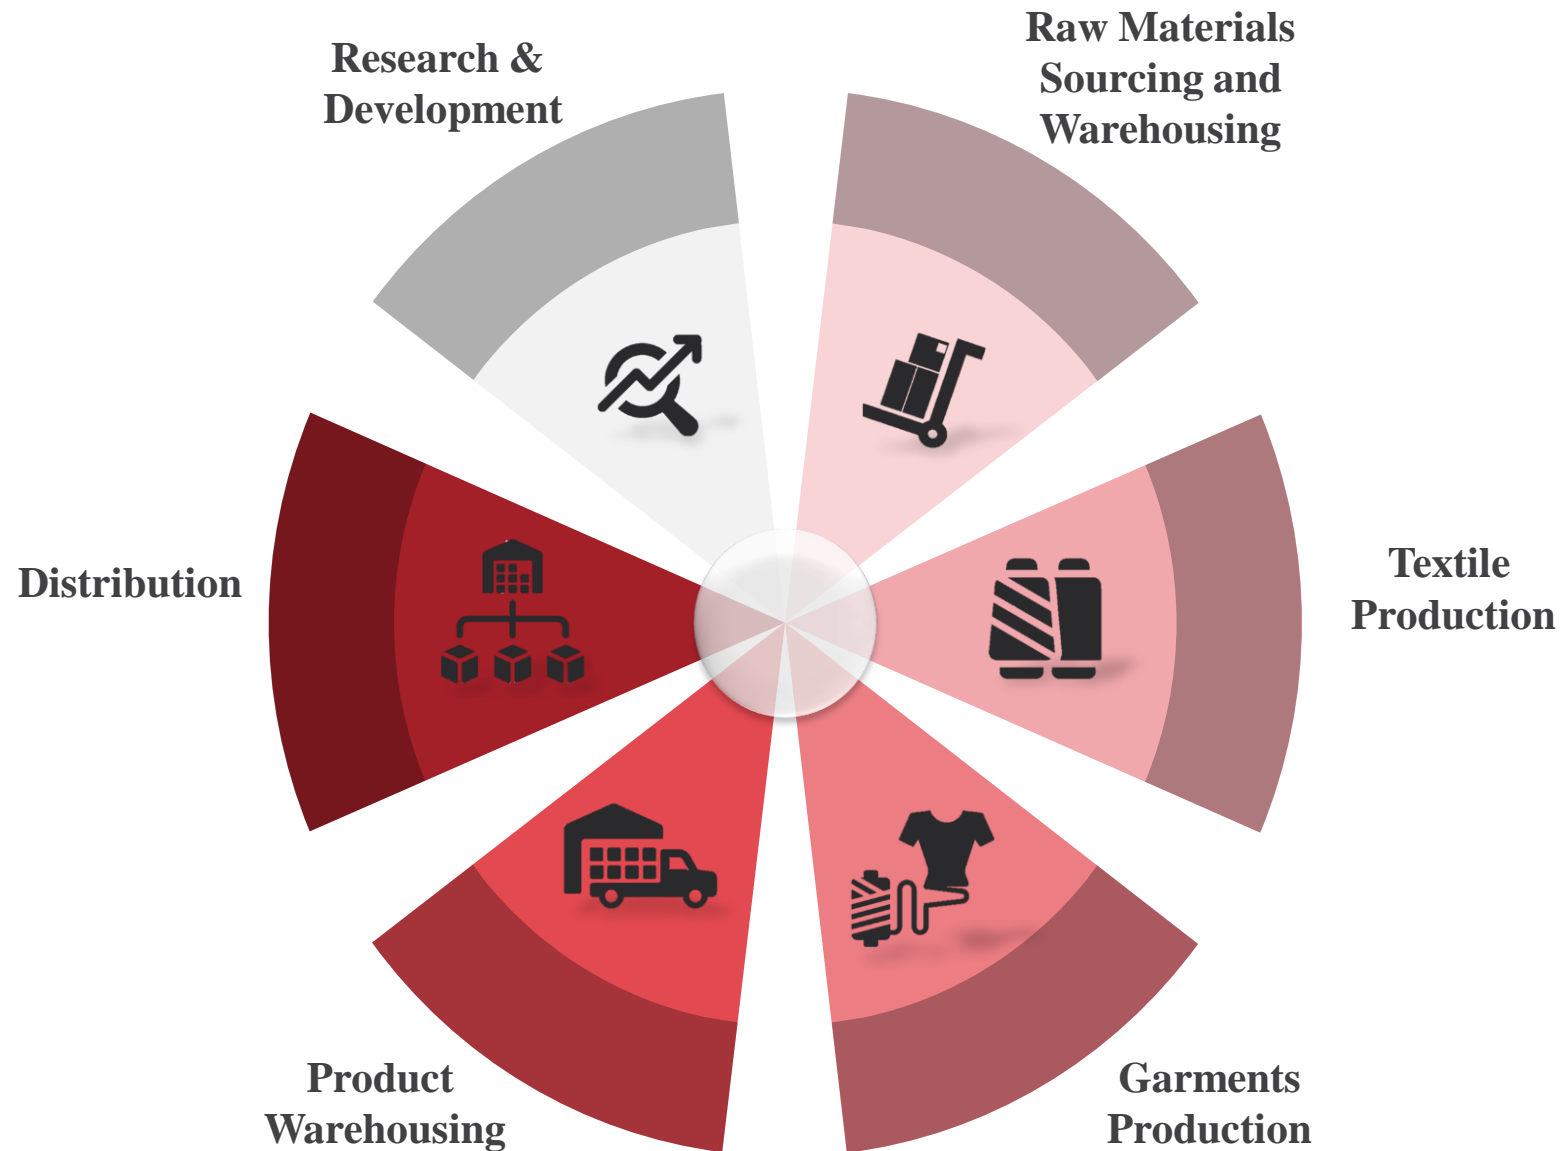 Research &
Development
Raw Materials
Sourcing and
Warehousing
Distribution
Textile
Production
Product
Warehousing
Garments
Production